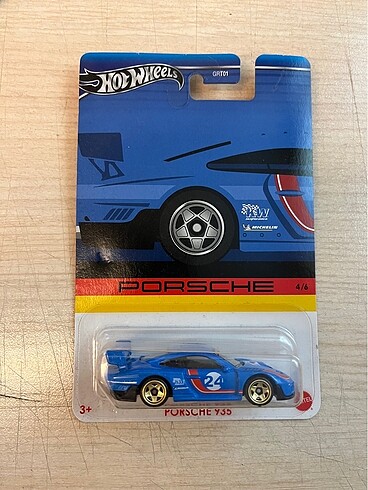 Hot Wheels
GRT01
MICHELIN
PORSCHE
4/6
24
3+
PORSCHE 935